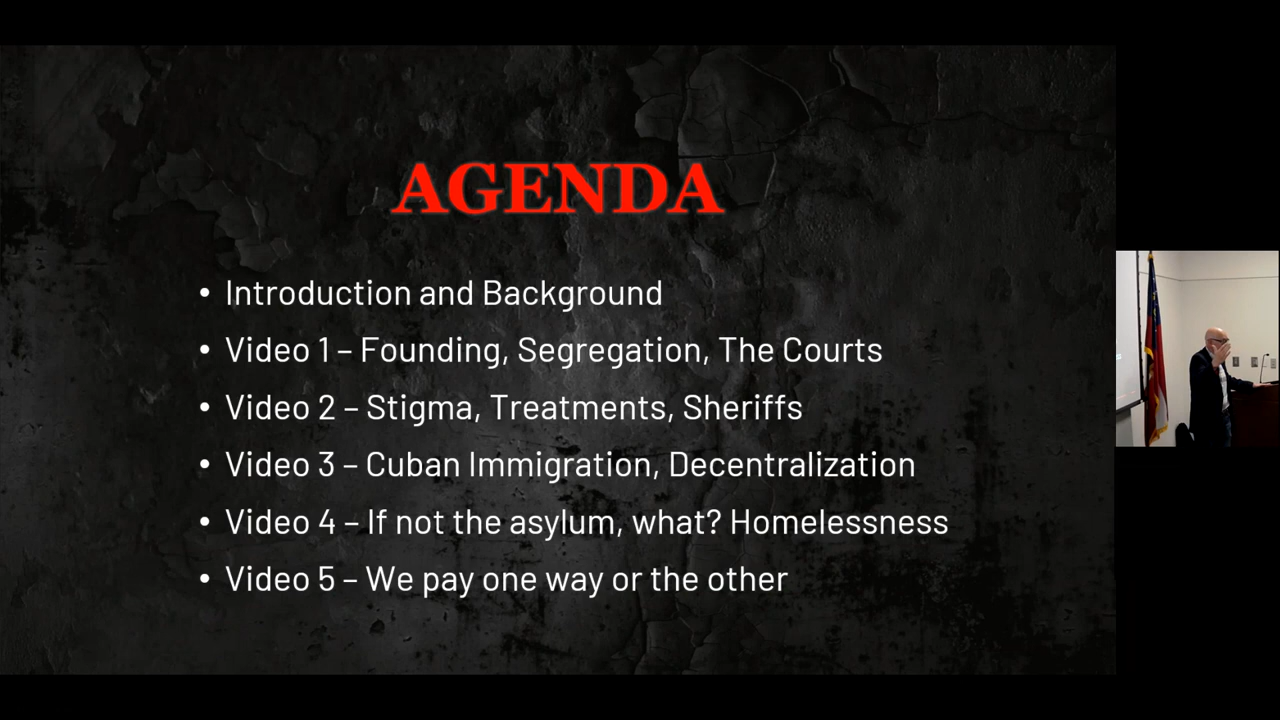 AGENDA
• Introduction and Background
• Video 1 – Founding, Segregation, The Courts
• Video 2 – Stigma, Treatments, Sheriffs
• Video 3 – Cuban Immigration, Decentralization
• Video 4 – If not the asylum, what? Homelessness
• Video 5 – We pay one way or the other